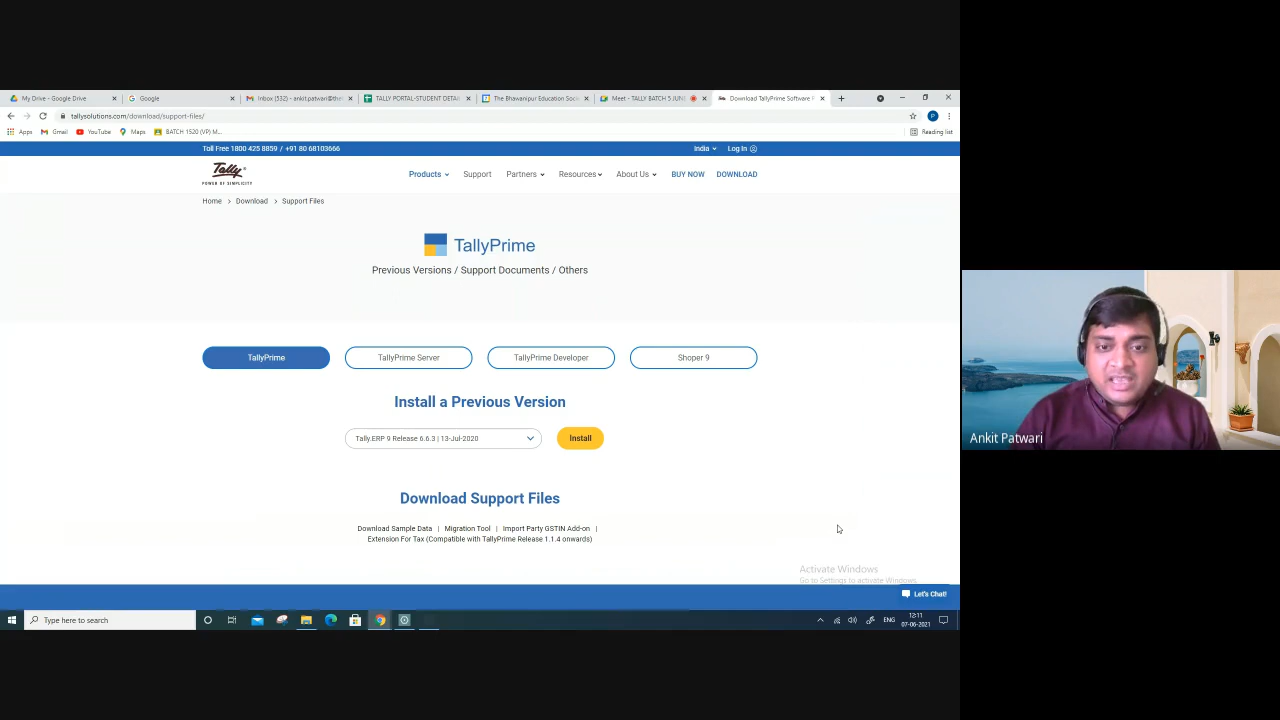 My Drive - Google Drive
Google
Inbox (532) - ankit.patwari@the
TALLY PORTAL-STUDENT DETAI
The Bhawanipur Education Soci
Meet - TALLY BATCH 5 JUN
Download TallyPrime Software
tallysolutions.com/download/support-files/
Apps
Gmail
YouTube
Maps
BATCH 1520 (VP) M...
Reading list
Toll Free 1800 425 8859 / +91 80 68103666
India
Log In
Tally
POWER OF SIMPLICITY
Products
Support
Partners
Resources
About Us
BUY NOW
DOWNLOAD
Home > Download > Support Files
TallyPrime
Previous Versions / Support Documents / Others
TallyPrime
TallyPrime Server
TallyPrime Developer
Shoper 9
Install a Previous Version
Tally.ERP 9 Release 6.6.3 | 13-Jul-2020
Install
Download Support Files
Download Sample Data | Migration Tool | Import Party GSTIN Add-on |
Extension For Tax (Compatible with TallyPrime Release 1.1.4 onwards)
Ankit Patwari
Activate Windows
Go to Settings to activate Windows.
Let's Chat!
Type here to search
ENG
12:11
07-06-2021